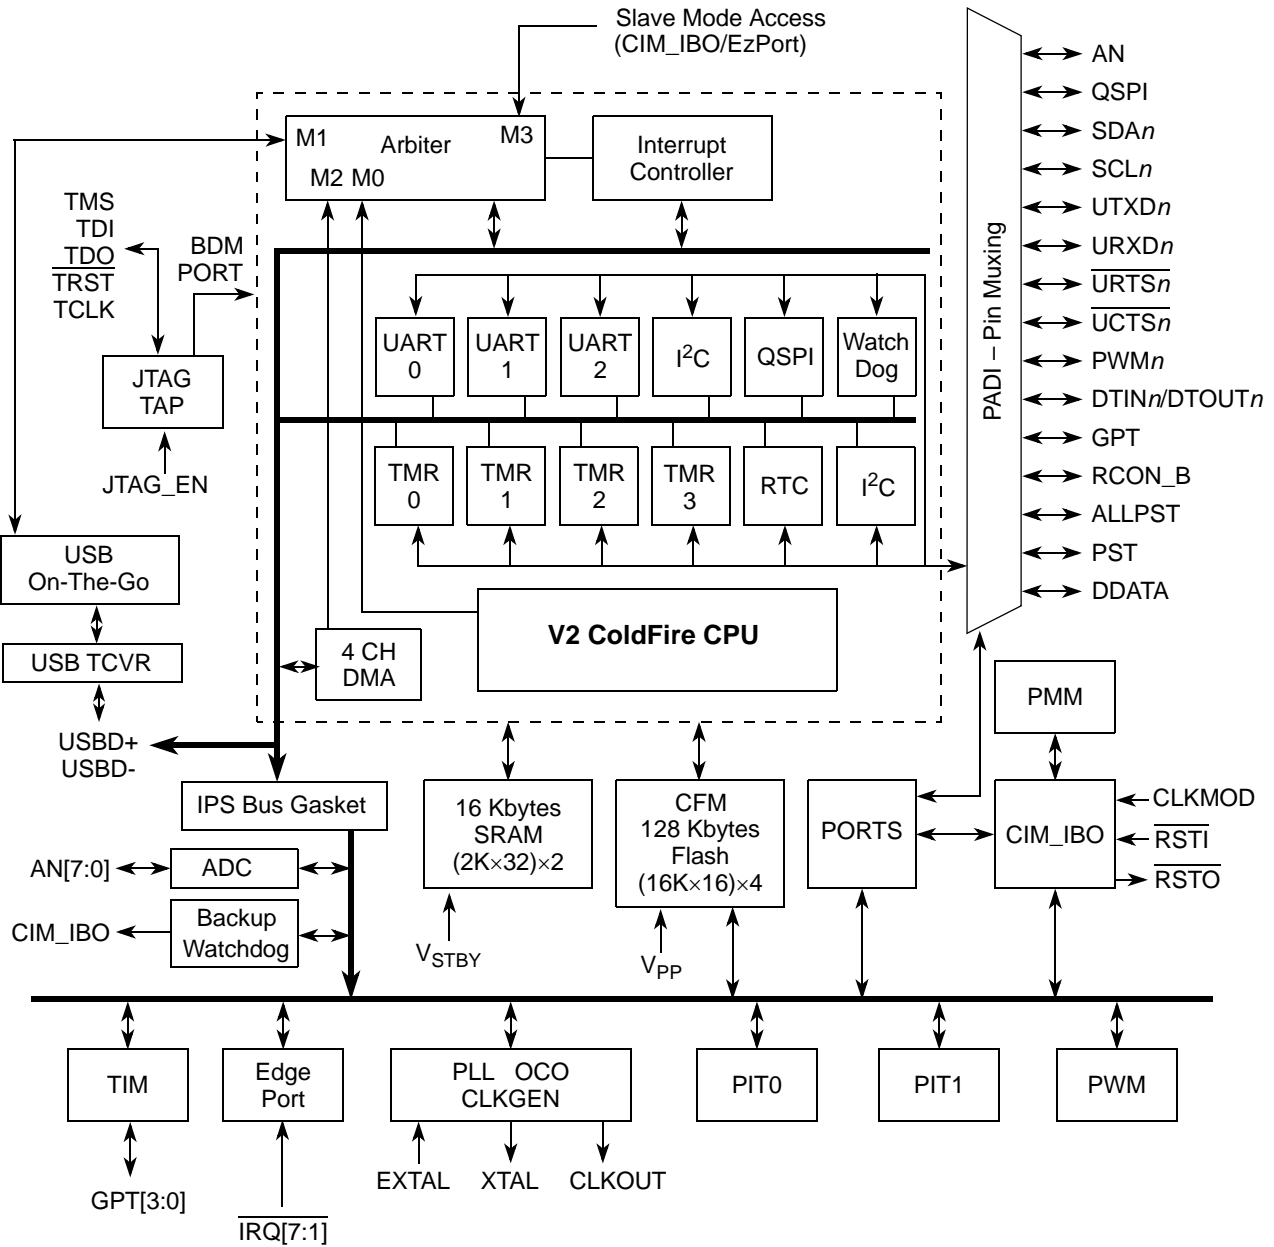 Slave Mode Access
(CIM_IBO/EzPort)
M1
Arbiter
M3
M2 M0
Interrupt
Controller
TMS
TDI
TDO
TRST
TCLK
BDM
PORT
JTAG
TAP
JTAG_EN
UART
0
UART
1
UART
2
I2C
QSPI
Watch
Dog
TMR
0
TMR
1
TMR
2
TMR
3
RTC
I2C
V2 ColdFire CPU
4 CH
DMA
USB
On-The-Go
USB TCVR
USBD+
USBD-
PADI – Pin Muxing
AN
QSPI
SDAn
SCLn
UTXDn
URXDn
URTSn
UCTSn
PWMn
DTINn/DTOUTn
GPT
RCON_B
ALLPST
PST
DDATA
PMM
IPS Bus Gasket
16 Kbytes
SRAM
(2K×32)×2
CFM
128 Kbytes
Flash
(16K×16)×4
PORTS
CIM_IBO
CLKMOD
RSTI
RSTO
AN[7:0]
ADC
CIM_IBO
Backup
Watchdog
VSTBY
VPP
TIM
Edge
Port
PLL OCO
CLKGEN
PIT0
PIT1
PWM
GPT[3:0]
IRQ[7:1]
EXTAL
XTAL
CLKOUT